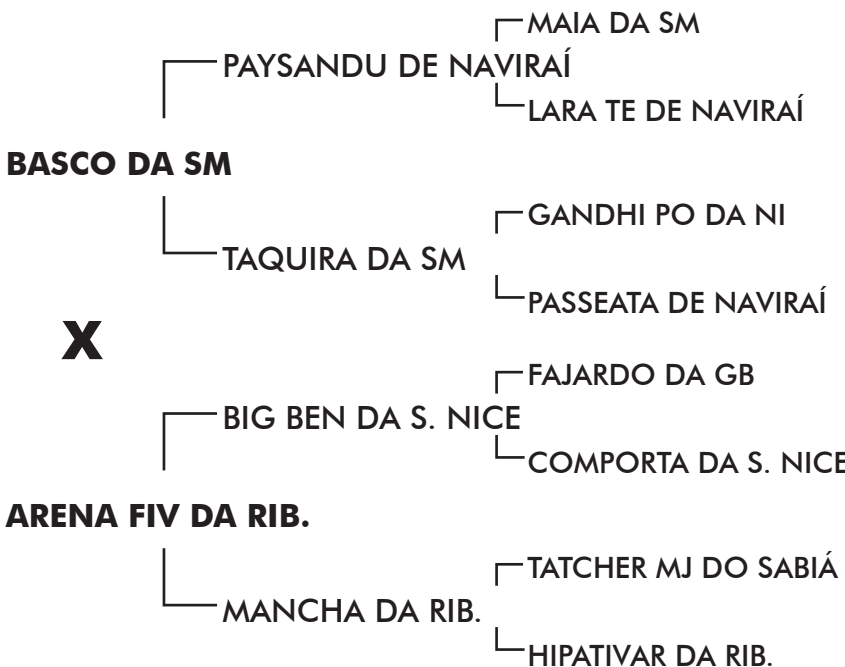 MAIA DA SM
PAYSANDU DE NAVIRAÍ
LARA TE DE NAVIRAÍ
BASCO DA SM
GANDHI PO DA NI
TAQUIRA DA SM
PASSEATA DE NAVIRAÍ
X
FAJARDO DA GB
BIG BEN DA S. NICE
COMPORTA DA S. NICE
ARENA FIV DA RIB.
TATCHER MJ DO SABIÁ
MANCHA DA RIB.
HIPATIVAR DA RIB.